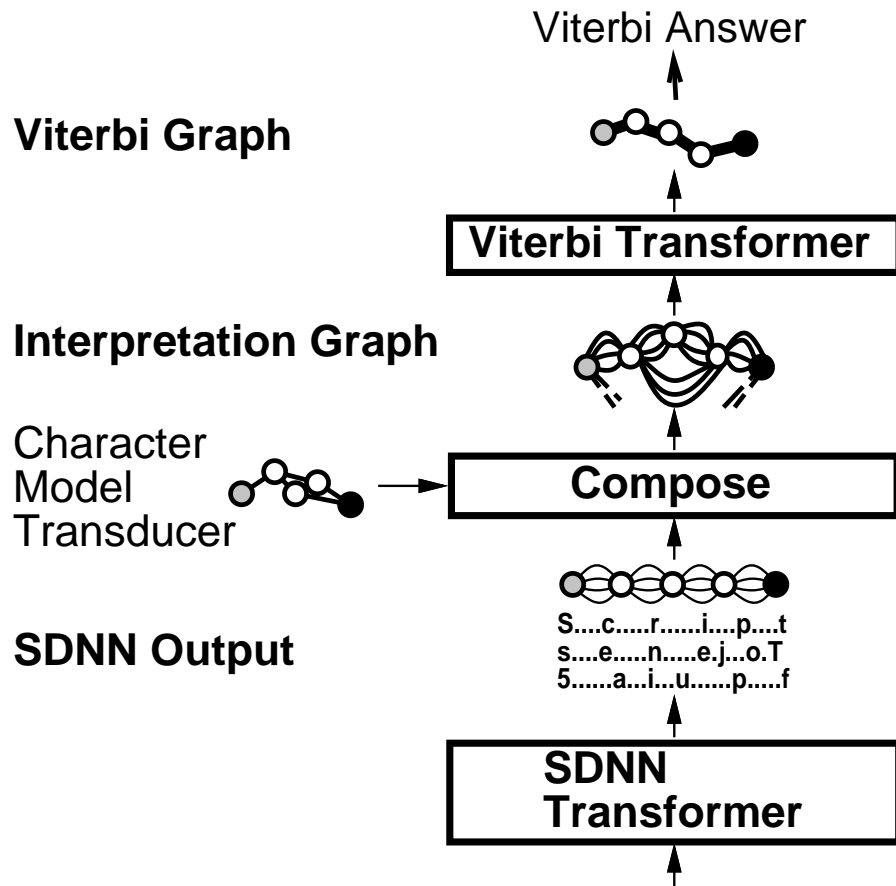 Viterbi Answer
Viterbi Graph
Viterbi Transformer
Interpretation Graph
Character
Model
Transducer
Compose
S....c.....r......i....p....t
s....e.....n.....e.j...o.T
5......a...i...u......p.....f
SDNN Output
SDNN
Transformer